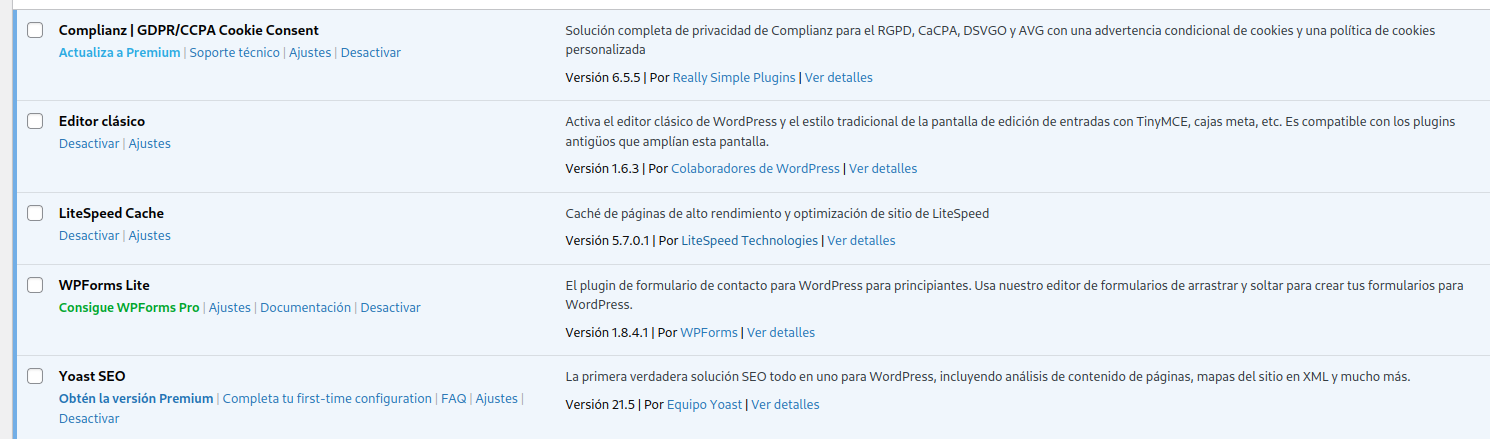 Complianz | GDPR/CCPA Cookie Consent
Actualiza a Premium | Soporte técnico | Ajustes | Desactivar
Solución completa de privacidad de Complianz para el RGPD, CaCPA, DSVGO y AVG con una advertencia condicional de cookies y una política de cookies
personalizada
Versión 6.5.5 | Por Really Simple Plugins | Ver detalles
Editor clásico
Desactivar | Ajustes
Activa el editor clásico de WordPress y el estilo tradicional de la pantalla de edición de entradas con TinyMCE, cajas meta, etc. Es compatible con los plugins
antigüos que amplían esta pantalla.
Versión 1.6.3 | Por Colaboradores de WordPress | Ver detalles
LiteSpeed Cache
Desactivar | Ajustes
Caché de páginas de alto rendimiento y optimización de sitio de LiteSpeed
Versión 5.7.0.1 | Por LiteSpeed Technologies | Ver detalles
WPForms Lite
Consigue WPForms Pro | Ajustes | Documentación | Desactivar
El plugin de formulario de contacto para WordPress para principiantes. Usa nuestro editor de formularios de arrastrar y soltar para crear tus formularios para
WordPress.
Versión 1.8.4.1 | Por WPForms | Ver detalles
Yoast SEO
Obtén la versión Premium | Completa tu first-time configuration | FAQ | Ajustes |
Desactivar
La primera verdadera solución SEO todo en uno para WordPress, incluyendo análisis de contenido de páginas, mapas del sitio en XML y mucho más.
Versión 21.5 | Por Equipo Yoast | Ver detalles